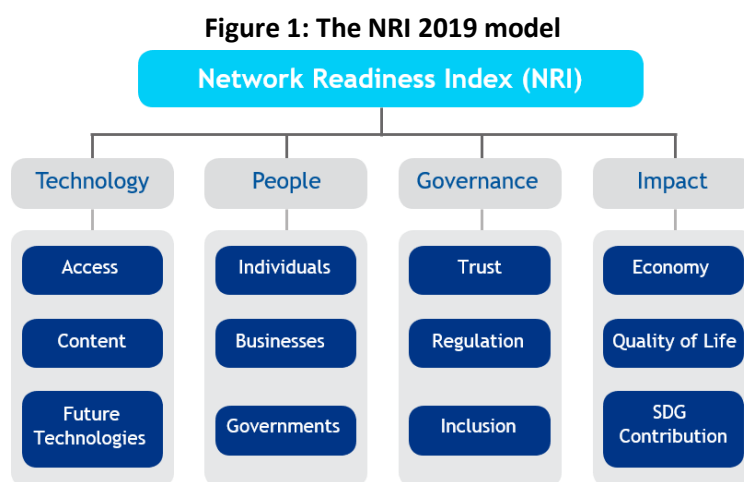 Figure 1: The NRI 2019 model
Network Readiness Index (NRI)
Technology
People
Governance
Impact
Access
Individuals
Trust
Economy
Content
Businesses
Regulation
Quality of Life
Future
Technologies
Governments
Inclusion
SDG
Contribution